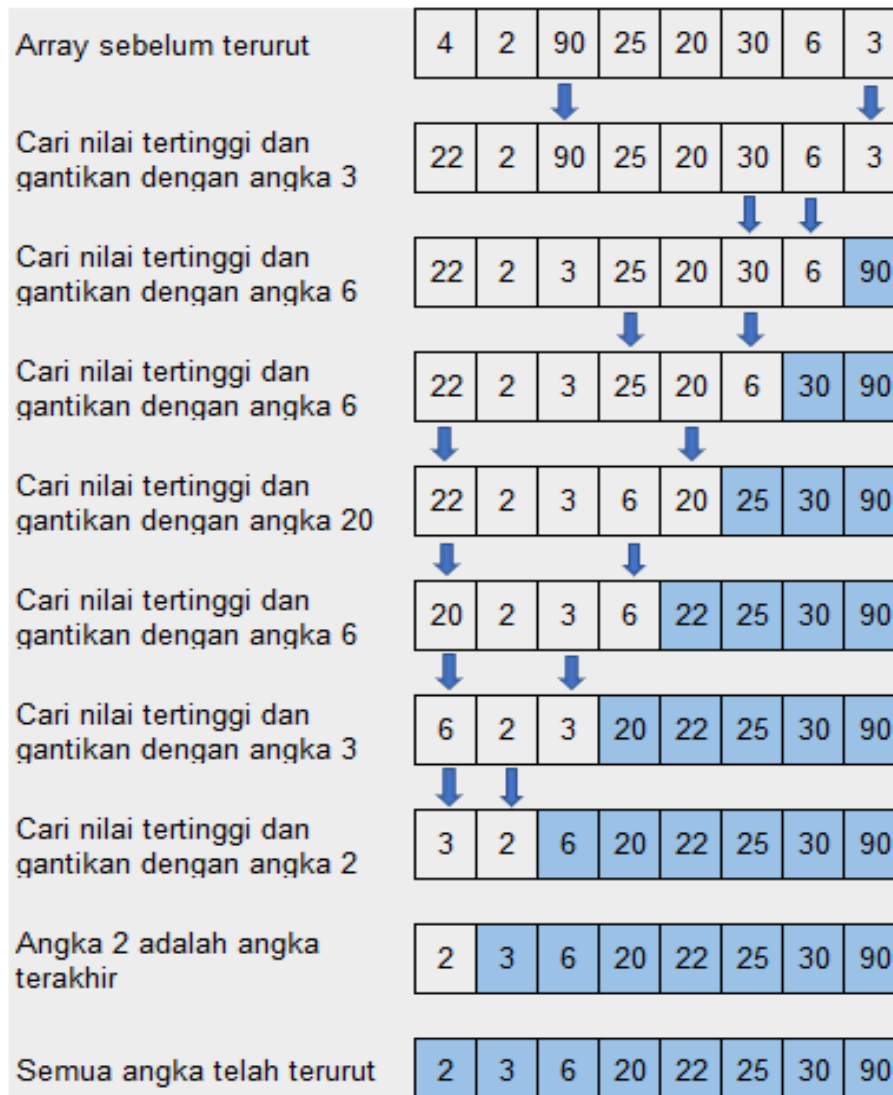 Array sebelum terurut
4 2 90 25 20 30 6 3
Cari nilai tertinggi dan
gantikan dengan angka 3
22 2 90 25 20 30 6 3
Cari nilai tertinggi dan
gantikan dengan angka 6
22 2 3 25 20 30 6 90
Cari nilai tertinggi dan
gantikan dengan angka 6
22 2 3 25 20 6 30 90
Cari nilai tertinggi dan
gantikan dengan angka 20
22 2 3 6 20 25 30 90
Cari nilai tertinggi dan
gantikan dengan angka 6
20 2 3 6 22 25 30 90
Cari nilai tertinggi dan
gantikan dengan angka 3
6 2 3 20 22 25 30 90
Cari nilai tertinggi dan
gantikan dengan angka 2
3 2 6 20 22 25 30 90
Angka 2 adalah angka
terakhir
2 3 6 20 22 25 30 90
Semua angka telah terurut
2 3 6 20 22 25 30 90